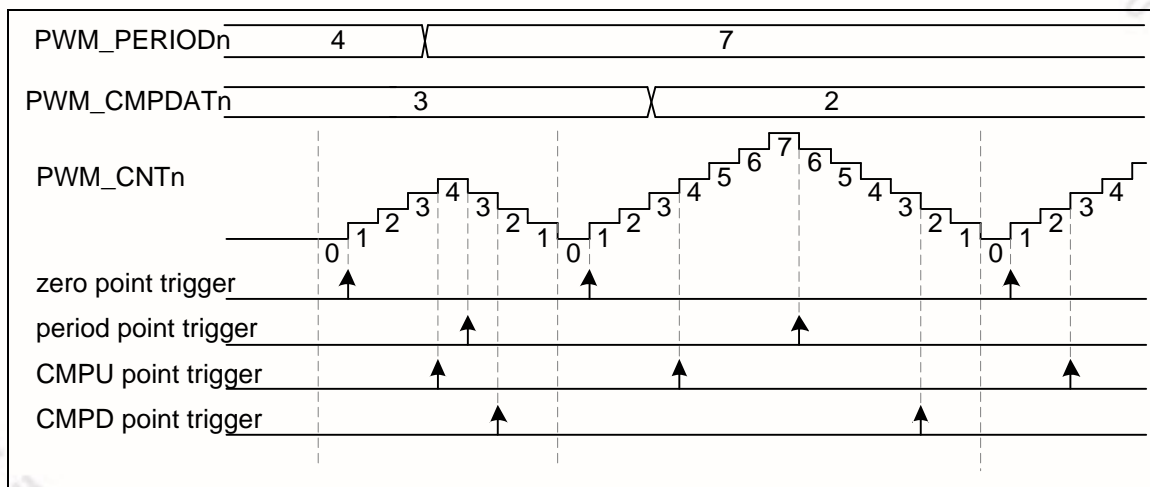 PWM_PERIODn 4 7
PWM_CMPDATn 3 2
PWM_CNTn 0 1 2 3 4 3 2 1 0 1 2 3 4 5 6 7 6 5 4 3 2 1 0 1 2 3 4
zero point trigger
period point trigger
CMPU point trigger
CMPD point trigger